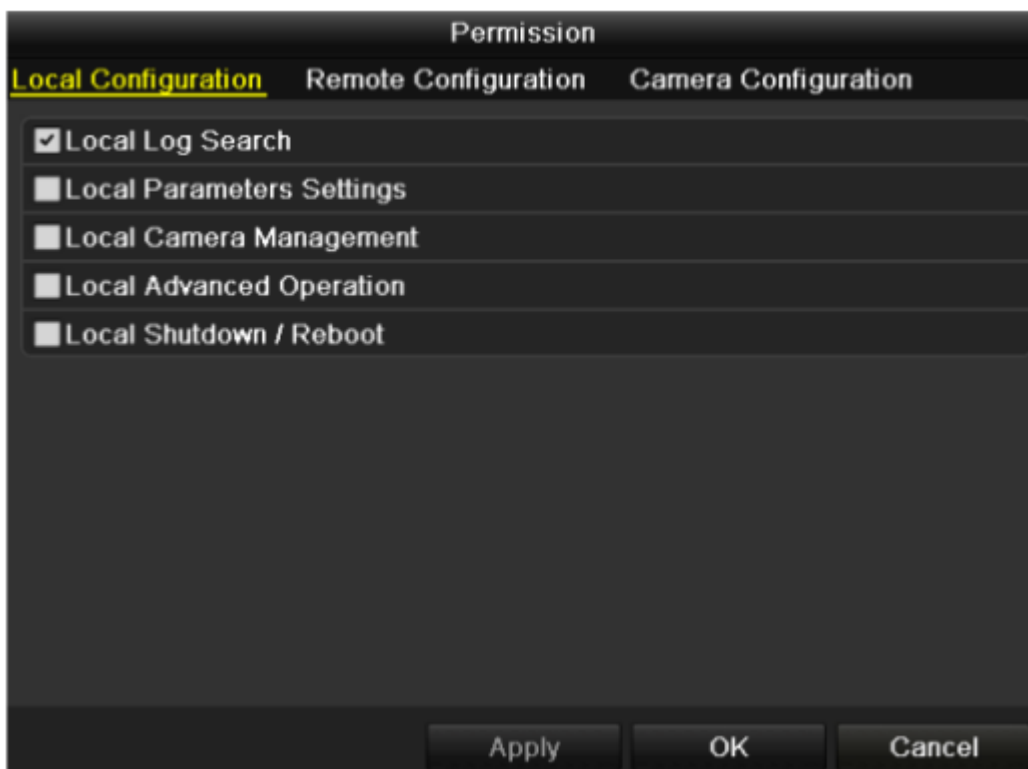 Permission
Local Configuration Remote Configuration Camera Configuration
Local Log Search
Local Parameters Settings
Local Camera Management
Local Advanced Operation
Local Shutdown / Reboot
Apply OK Cancel